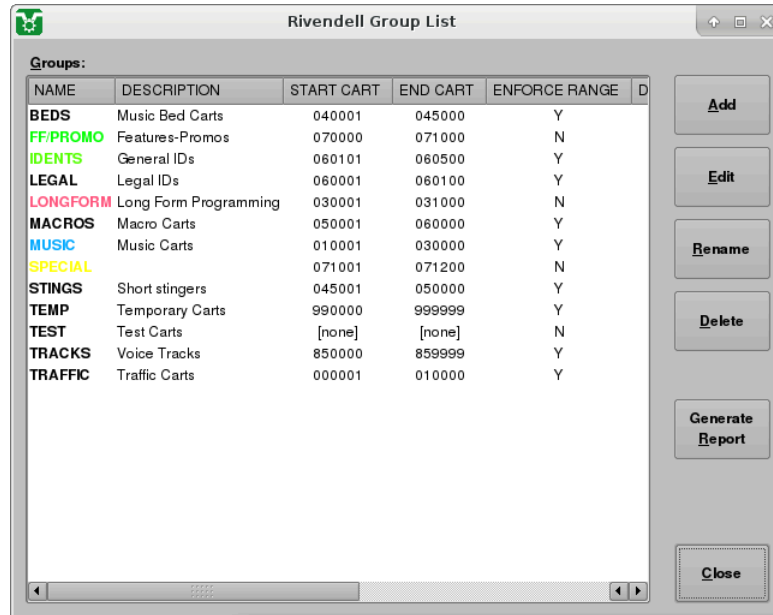 Rivendell Group List
Groups:
NAME DESCRIPTION START CART END CART ENFORCE RANGE D
BEDS Music Bed Carts 040001 045000 Y
FF/PROMO Features-Promos 070000 071000 N
IDENTS General IDs 060101 060500 Y
LEGAL Legal IDs 060001 060100 Y
LONGFORM Long Form Programming 030001 031000 N
MACROS Macro Carts 050001 060000 Y
MUSIC Music Carts 010001 030000 Y
SPECIAL 071001 071200 N
STINGS Short stingers 045001 050000 Y
TEMP Temporary Carts 990000 999999 Y
TEST Test Carts [none] [none] N
TRACKS Voice Tracks 850000 859999 Y
TRAFFIC Traffic Carts 000001 010000 Y
Add
Edit
Rename
Delete
Generate
Report
Close